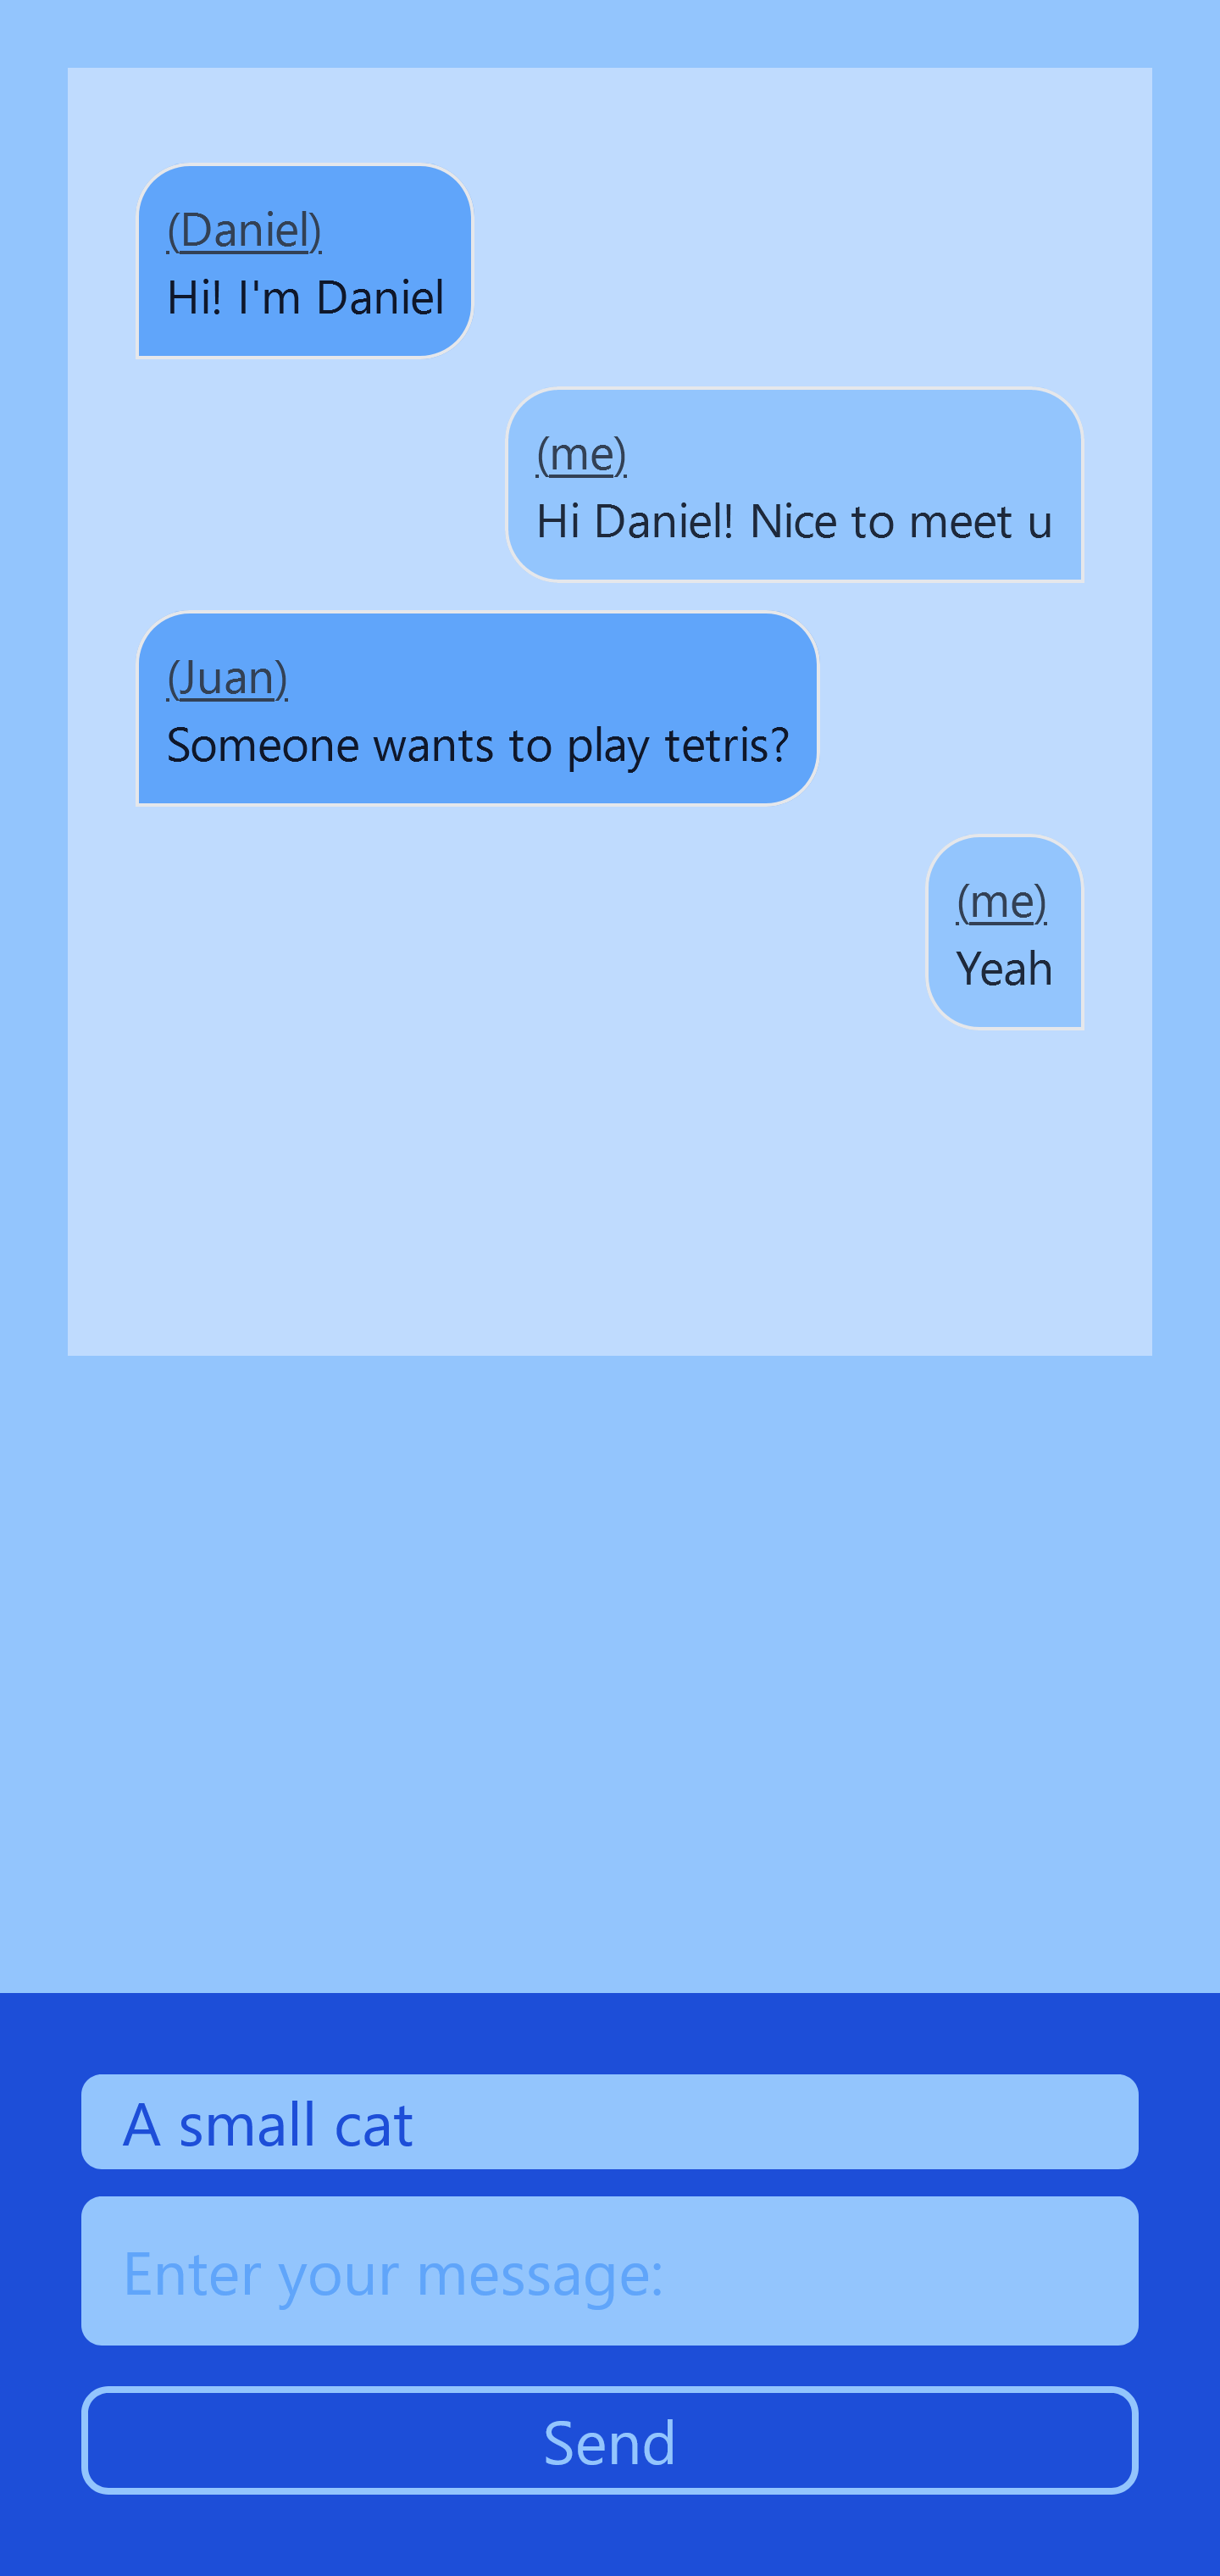 (Daniel)
Hi! I'm Daniel
(me)
Hi Daniel! Nice to meet u
(Juan)
Someone wants to play tetris?
(me)
Yeah
A small cat
Enter your message:
Send